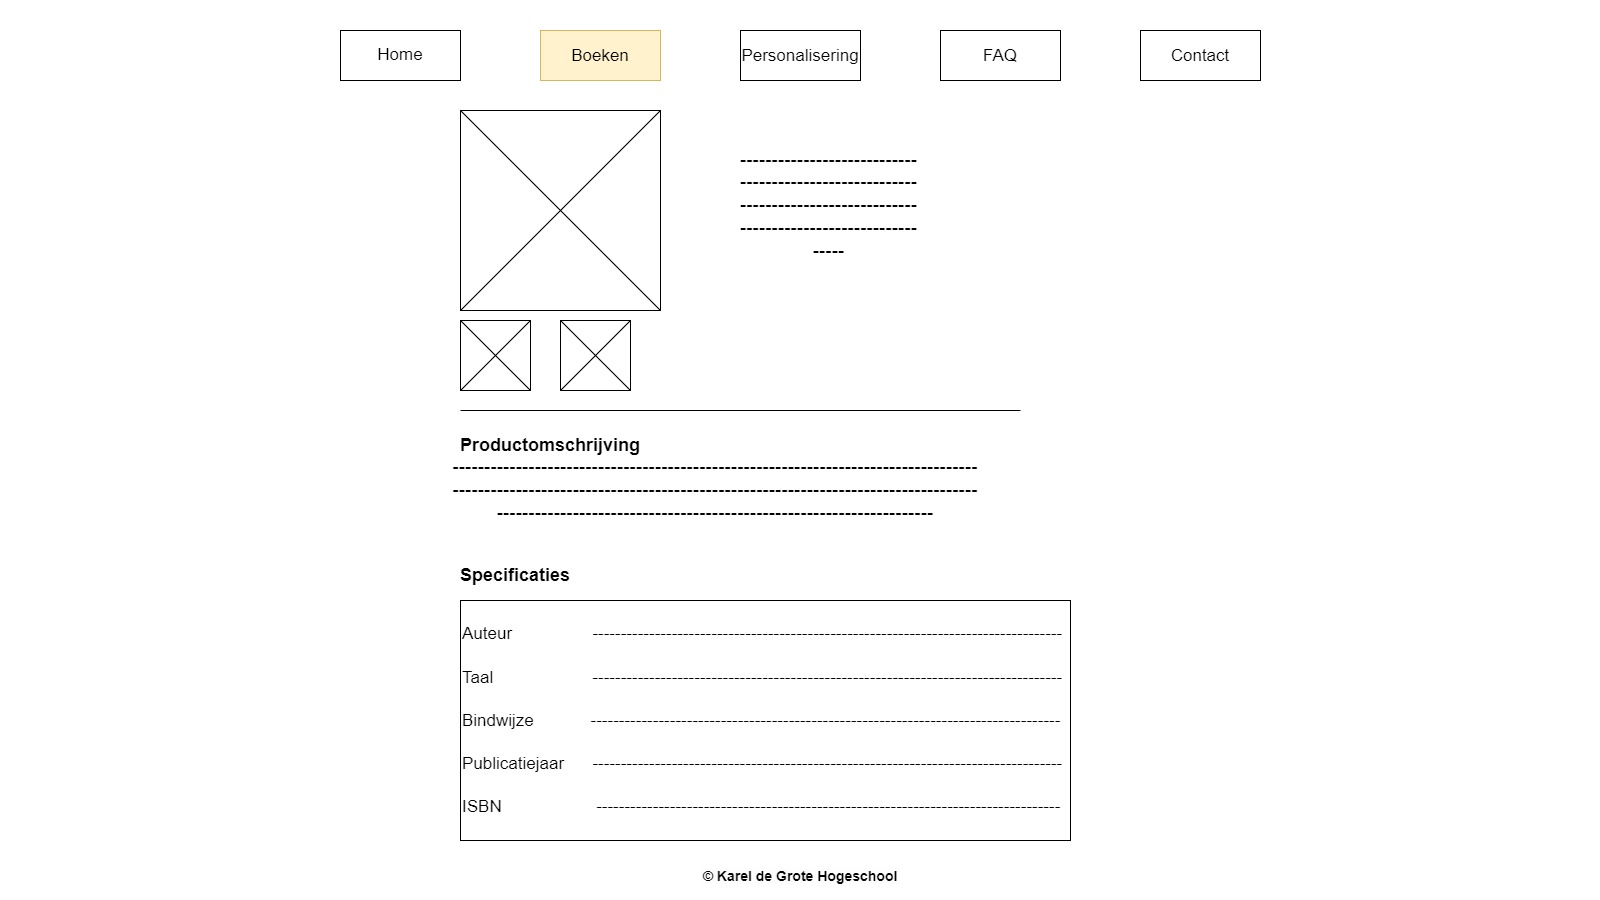 Home
Boeken
Personalisering
FAQ
Contact
----------------------------
----------------------------
----------------------------
----------------------------
-----
Productomschrijving
-----------------------------------------------------------------------------------
-----------------------------------------------------------------------------------
---------------------------------------------------------------------
Specificaties
Auteur -----------------------------------------------------------------------------------
Taal -----------------------------------------------------------------------------------
Bindwijze -----------------------------------------------------------------------------------
Publicatiejaar -----------------------------------------------------------------------------------
ISBN ----------------------------------------------------------------------------------
© Karel de Grote Hogeschool